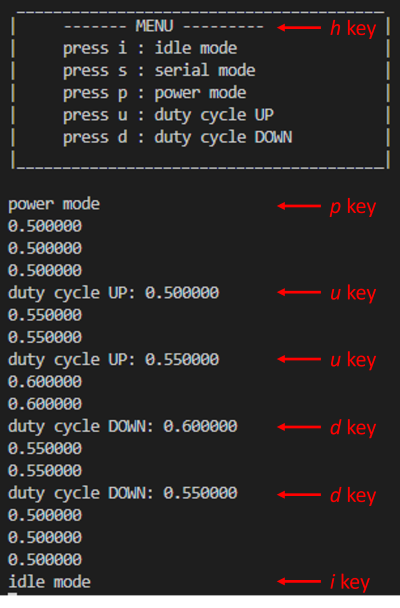 ------- MENU --------- h key
press i : idle mode
press s : serial mode
press p : power mode
press u : duty cycle UP
press d : duty cycle DOWN
power mode p key
0.500000
0.500000
0.500000
duty cycle UP: 0.500000 u key
0.550000
0.550000
duty cycle UP: 0.550000 u key
0.600000
0.600000
duty cycle DOWN: 0.600000 d key
0.550000
0.550000
duty cycle DOWN: 0.550000 d key
0.500000
0.500000
0.500000
idle mode i key